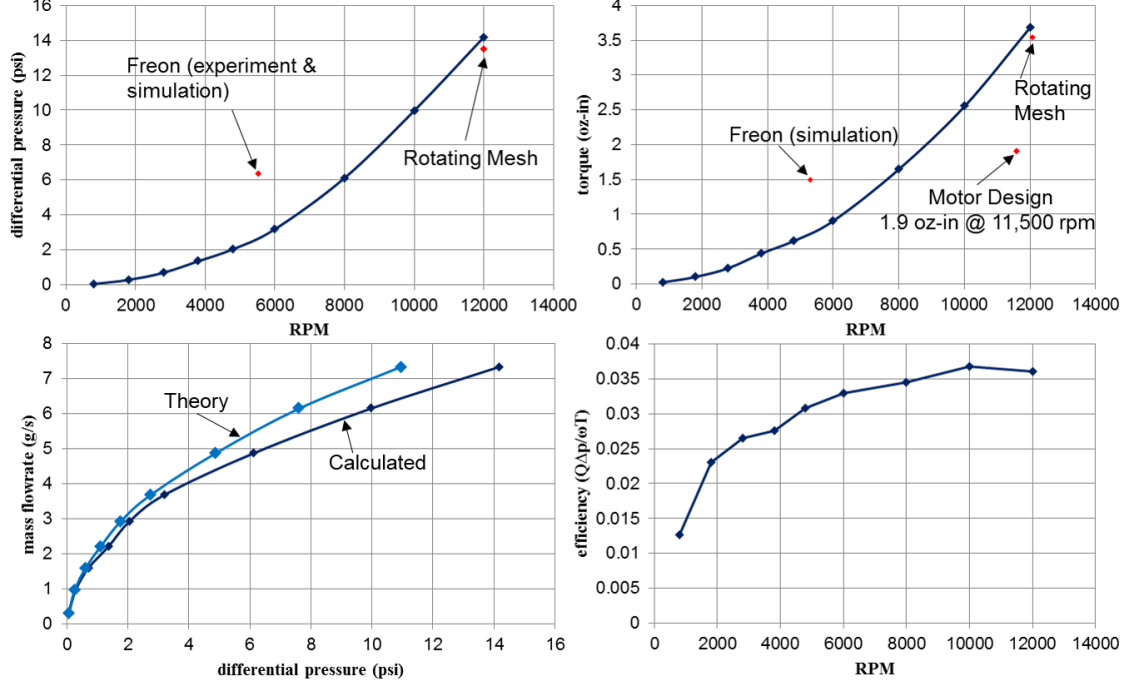 16
14
12
10
8
6
4
2
0
differential pressure (psi)
Freon (experiment &
simulation)
Rotating Mesh
0 2000 4000 6000 8000 10000 12000 14000
RPM
4
3.5
3
2.5
2
1.5
1
0.5
0
torque (oz-in)
Rotating
Mesh
Freon (simulation)
Motor Design
1.9 oz-in @ 11,500 rpm
0 2000 4000 6000 8000 10000 12000 14000
RPM
8
7
6
5
4
3
2
1
0
mass flowrate (g/s)
Theory
Calculated
0 2 4 6 8 10 12 14 16
differential pressure (psi)
0.04
0.035
0.03
0.025
0.02
0.015
0.01
0.005
0
efficiency (QΔp/ωT)
0 2000 4000 6000 8000 10000 12000 14000
RPM